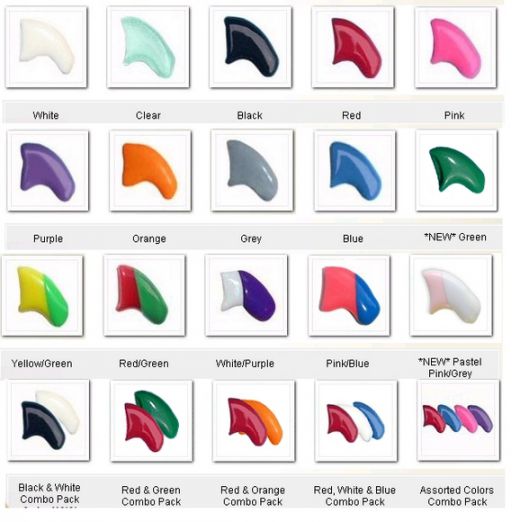 White Clear Black Red Pink
Purple Orange Grey Blue *NEW* Green
Yellow/Green Red/Green White/Purple Pink/Blue *NEW* Pastel
Pink/Grey
Black & White Red & Green Red & Orange Red, White & Blue Assorted Colors
Combo Pack Combo Pack Combo Pack Combo Pack Combo Pack